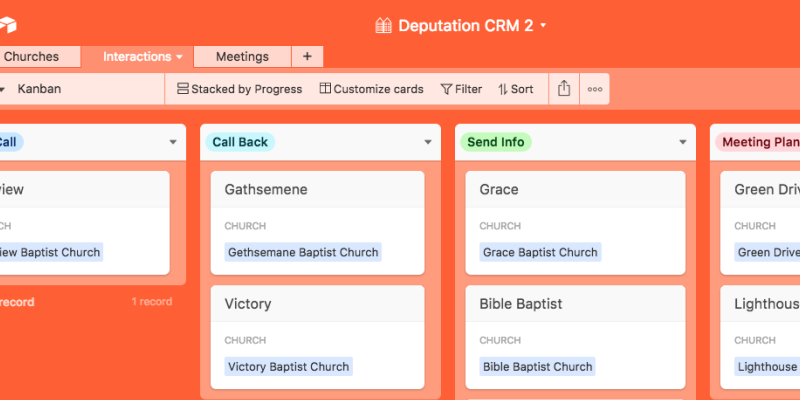 Deputation CRM 2
Churches
Interactions
Meetings
+
Kanban
Stacked by Progress
Customize cards
Filter
Sort
Call
view
CH
iew Baptist Church
record
1 record
Call Back
Gathsemene
CHURCH
Gethsemane Baptist Church
Victory
CHURCH
Victory Baptist Church
Send Info
Grace
CHURCH
Grace Baptist Church
Bible Baptist
CHURCH
Bible Baptist Church
Meeting Plan
Green Driv
CHURCH
Green Drive
Lighthous
CHURCH
Lighthouse